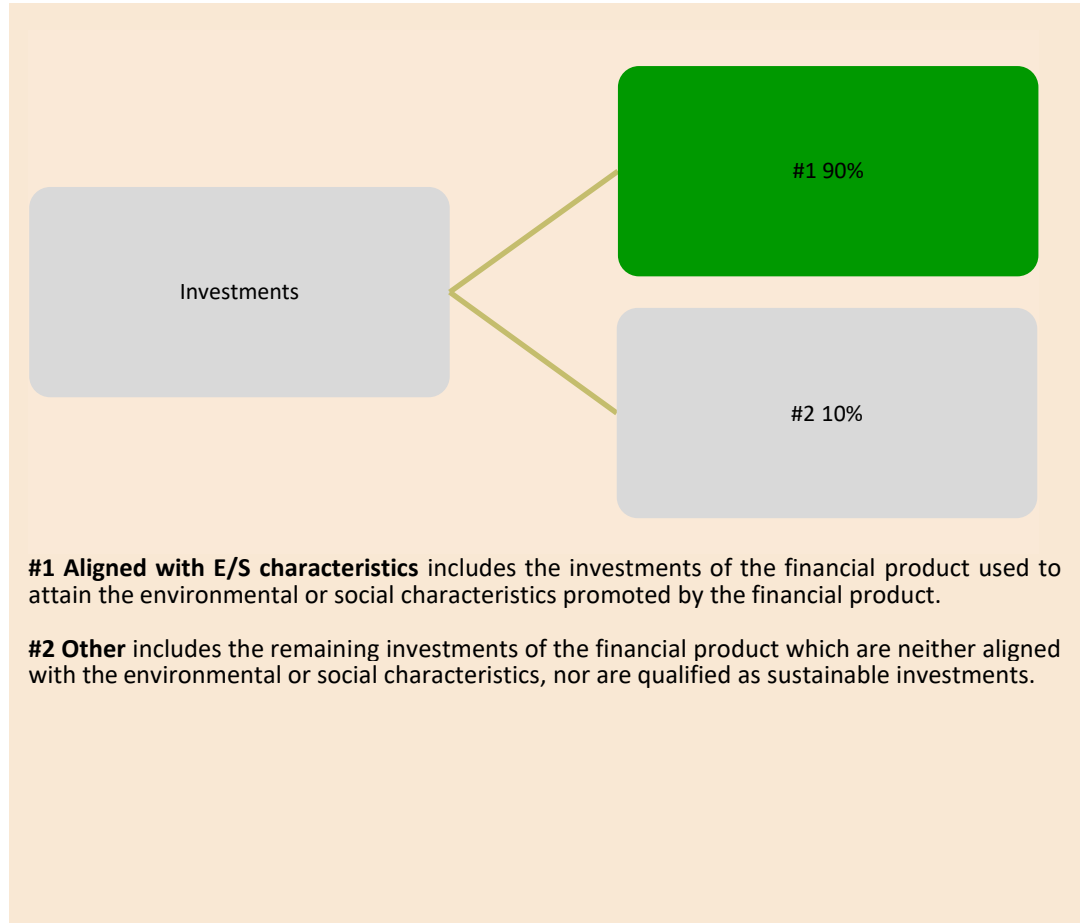 #1 90%
Investments
#2 10%
#1 Aligned with E/S characteristics includes the investments of the financial product used to
attain the environmental or social characteristics promoted by the financial product.
#2 Other includes the remaining investments of the financial product which are neither aligned
with the environmental or social characteristics, nor are qualified as sustainable investments.